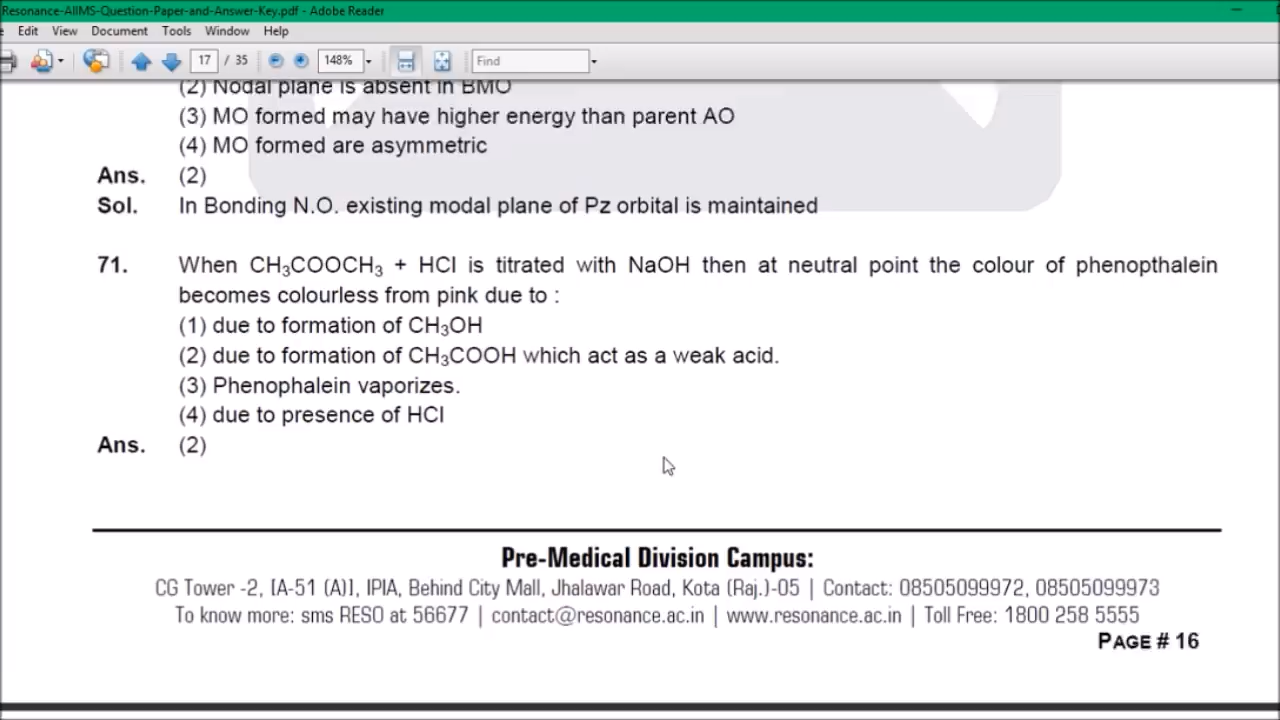 Resonance-AIIMS-Question-Paper-and-Answer-Key.pdf - Adobe Reader
Edit View Document Tools Window Help
17 / 35 148% Find
(2) Nodal plane is absent in BMO
(3) MO formed may have higher energy than parent AO
(4) MO formed are asymmetric
Ans. (2)
Sol. In Bonding N.O. existing modal plane of Pz orbital is maintained
71. When CH₃COOCH₃ + HCl is titrated with NaOH then at neutral point the colour of phenopthalein
becomes colourless from pink due to :
(1) due to formation of CH₃OH
(2) due to formation of CH₃COOH which act as a weak acid.
(3) Phenophalein vaporizes.
(4) due to presence of HCl
Ans. (2)
Pre-Medical Division Campus:
CG Tower -2, [A-51 (A)], IPIA, Behind City Mall, Jhalawar Road, Kota (Raj.)-05 | Contact: 08505099972, 08505099973
To know more: sms RESO at 56677 | contact@resonance.ac.in | www.resonance.ac.in | Toll Free: 1800 258 5555
PAGE # 16